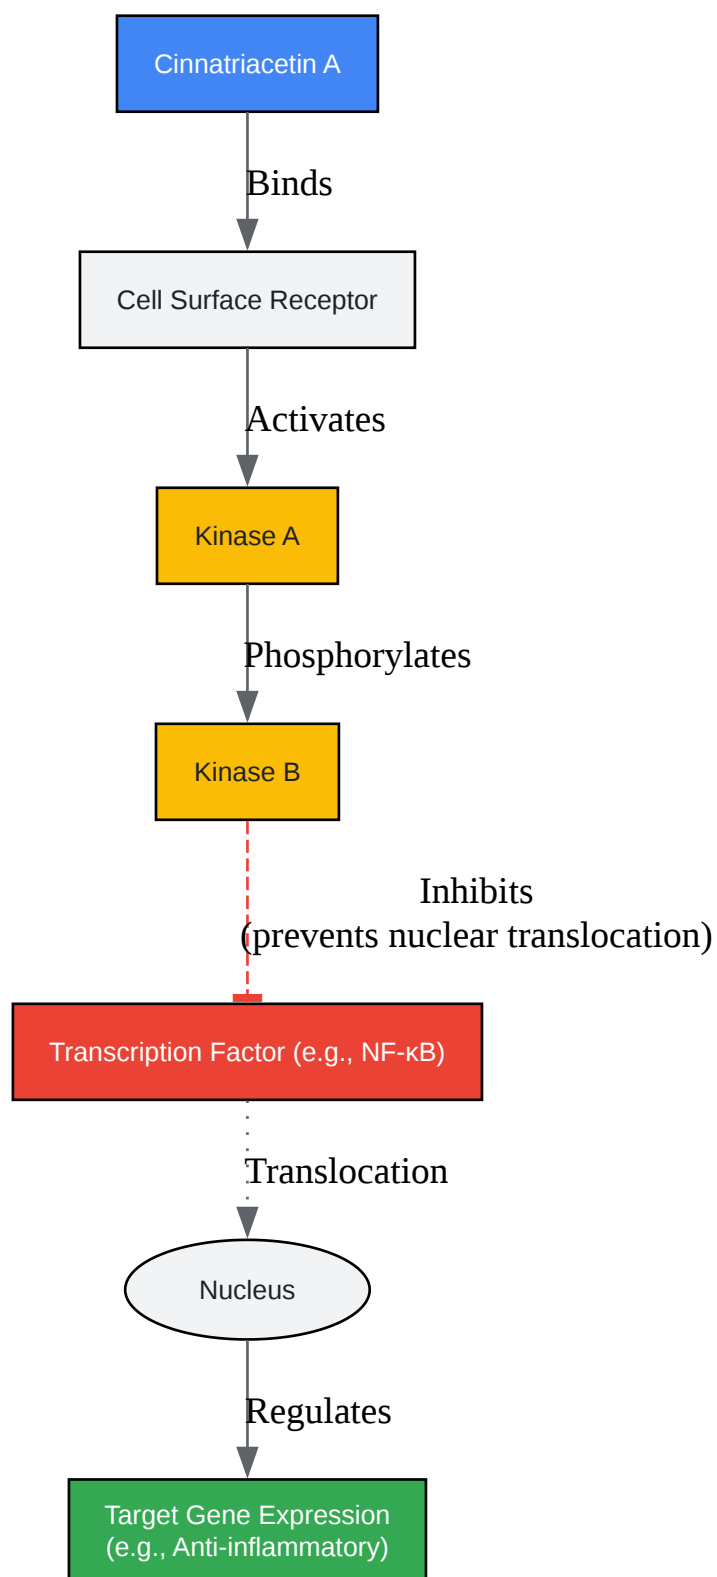 Cinnatriacetin A
Binds
Cell Surface Receptor
Activates
Kinase A
Phosphorylates
Kinase B
Inhibits
(prevents nuclear translocation)
Transcription Factor (e.g., NF-κB)
Translocation
Nucleus
Regulates
Target Gene Expression
(e.g., Anti-inflammatory)